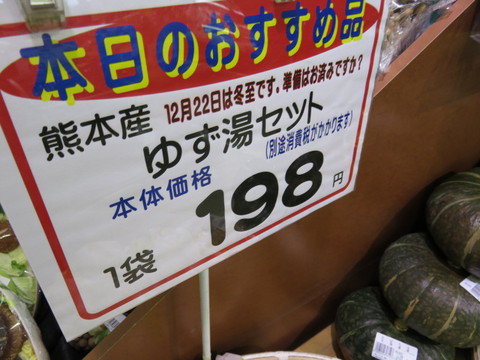 本日のおすすめ品
12月22日は冬至です。準備はお済みですか？
熊本産
ゆず湯セット
(別途消費税がかかります)
本体価格
198円
1袋